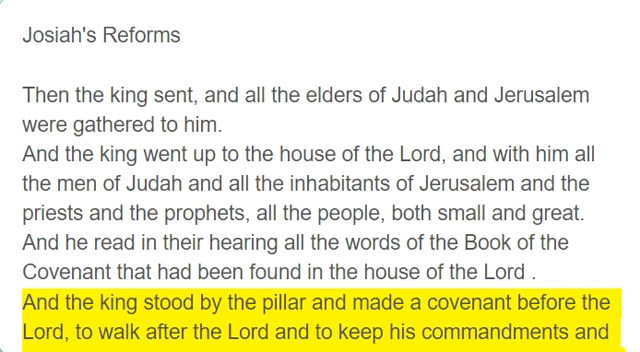 Josiah's Reforms
Then the king sent, and all the elders of Judah and Jerusalem
were gathered to him.
And the king went up to the house of the Lord, and with him all
the men of Judah and all the inhabitants of Jerusalem and the
priests and the prophets, all the people, both small and great.
And he read in their hearing all the words of the Book of the
Covenant that had been found in the house of the Lord .
And the king stood by the pillar and made a covenant before the
Lord, to walk after the Lord and to keep his commandments and